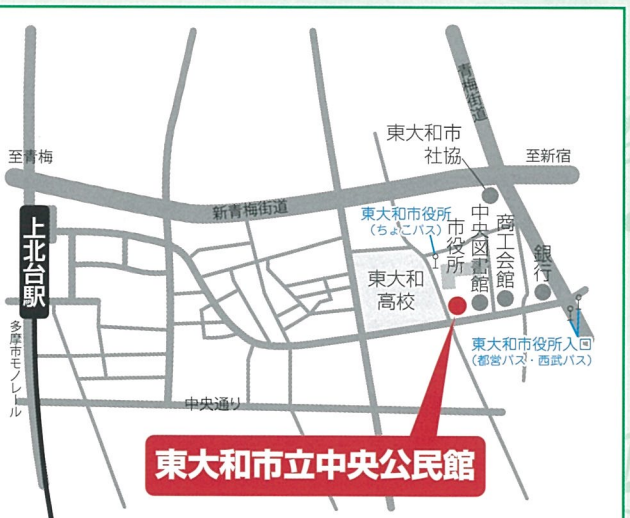 青梅街道
東大和市
社協
至青梅
至新宿
新青梅街道
東大和市役所
（ちょこバス）
市役所
中央図書館
商工会館
銀行
上北台駅
東大和
高校
多摩市モノレール
東大和市役所入口
（都営バス・西武バス）
中央通り
東大和市立中央公民館